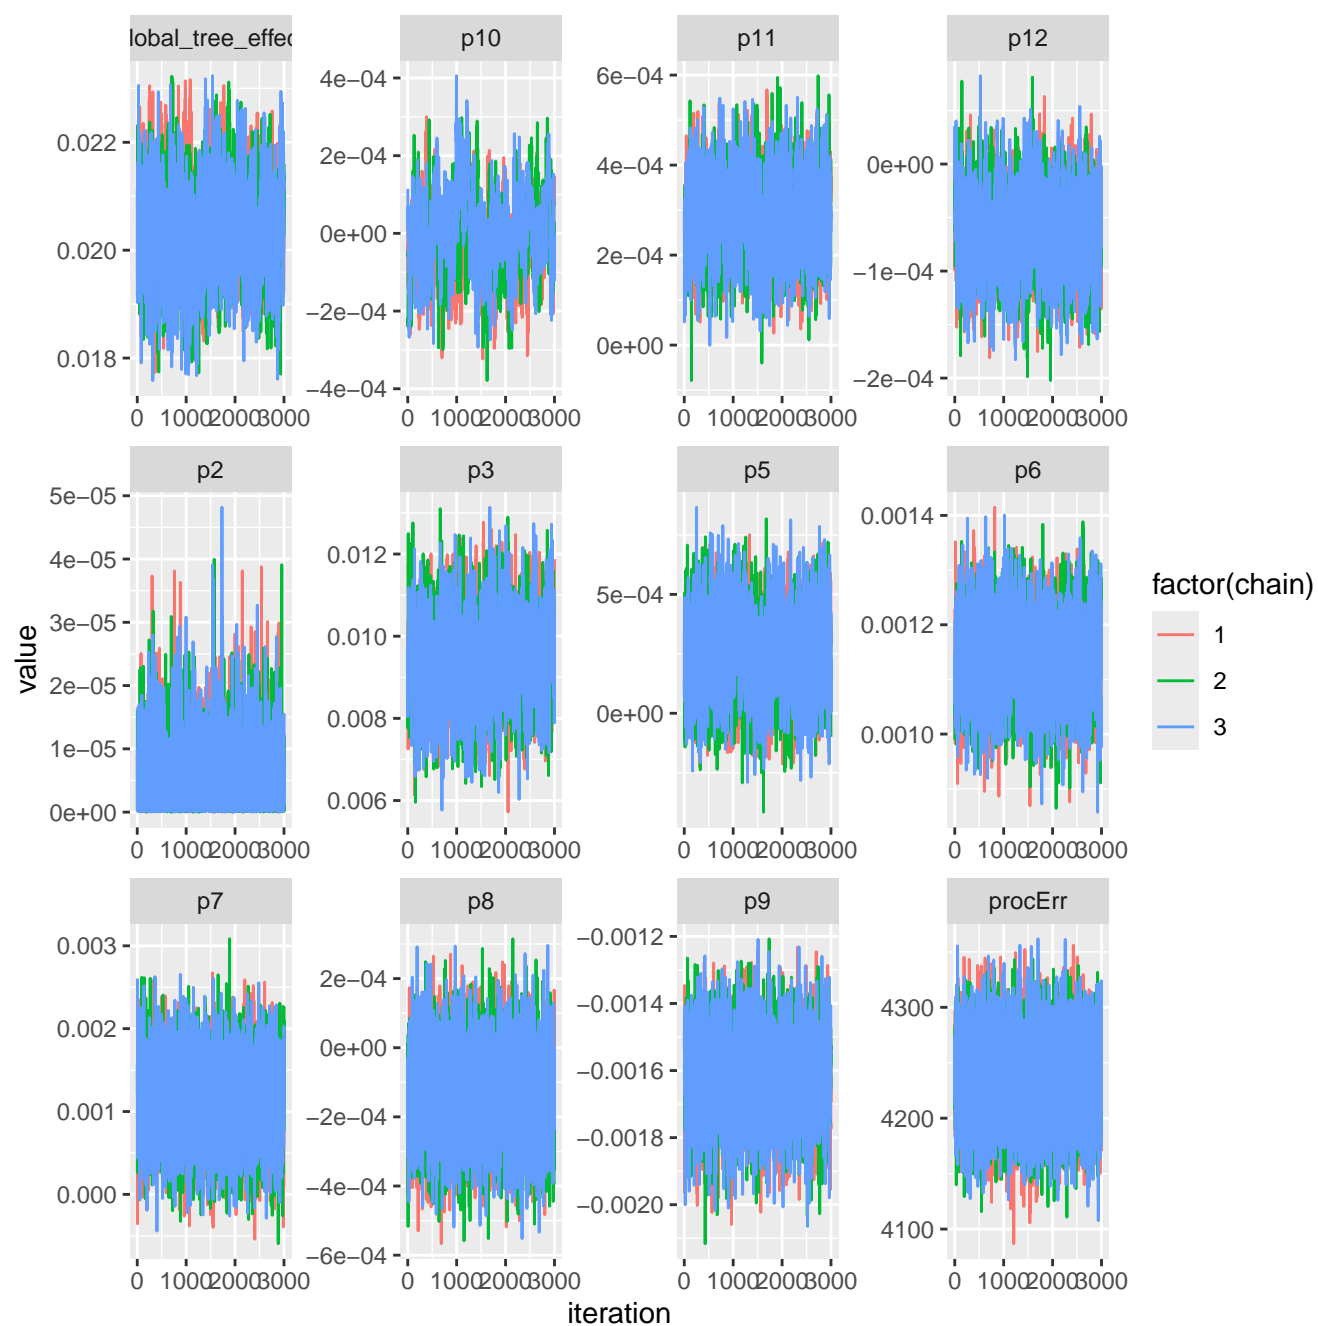 lobal_tree_effec p10 p11 p12
0.022
0.020
0.018
4e−04
2e−04
0e+00
−2e−04
−4e−04
6e−04
4e−04
2e−04
0e+00
0e+00
−1e−04
−2e−04
0 1000 2000 3000 0 1000 2000 3000 0 1000 2000 3000 0 1000 2000 3000
p2 p3 p5 p6
5e−05
4e−05
3e−05
2e−05
1e−05
0e+00
0.012
0.010
0.008
0.006
5e−04
0e+00
0.0014
0.0012
0.0010
0 1000 2000 3000 0 1000 2000 3000 0 1000 2000 3000 0 1000 2000 3000
p7 p8 p9 procErr
0.003
0.002
0.001
0.000
2e−04
0e+00
−2e−04
−4e−04
−6e−04
−0.0012
−0.0014
−0.0016
−0.0018
−0.0020
4300
4200
4100
0 1000 2000 3000 0 1000 2000 3000 0 1000 2000 3000 0 1000 2000 3000
value
iteration
factor(chain)
1
2
3